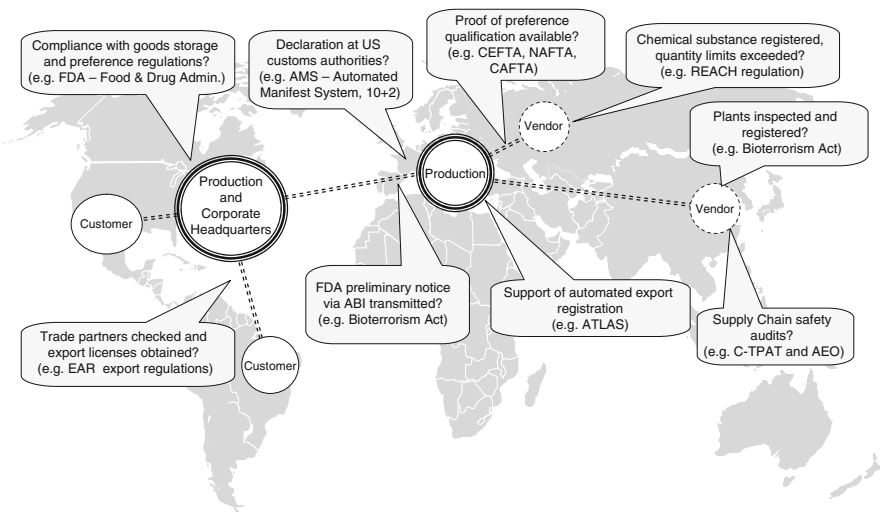 Compliance with goods storage
and preference regulations?
(e.g. FDA – Food & Drug Admin.)
Declaration at US
customs authorities?
(e.g. AMS – Automated
Manifest System, 10+2)
Proof of preference
qualification available?
(e.g. CEFTA, NAFTA,
CAFTA)
Chemical substance registered,
quantity limits exceeded?
(e.g. REACH regulation)
Plants inspected and
registered?
(e.g. Bioterrorism Act)
Vendor
Production
Production
and
Corporate
Headquarters
Customer
Vendor
FDA preliminary notice
via ABI transmitted?
(e.g. Bioterrorism Act)
Support of automated export
registration
(e.g. ATLAS)
Supply Chain safety
audits?
(e.g. C-TPAT and AEO)
Trade partners checked and
export licenses obtained?
(e.g. EAR export regulations)
Customer